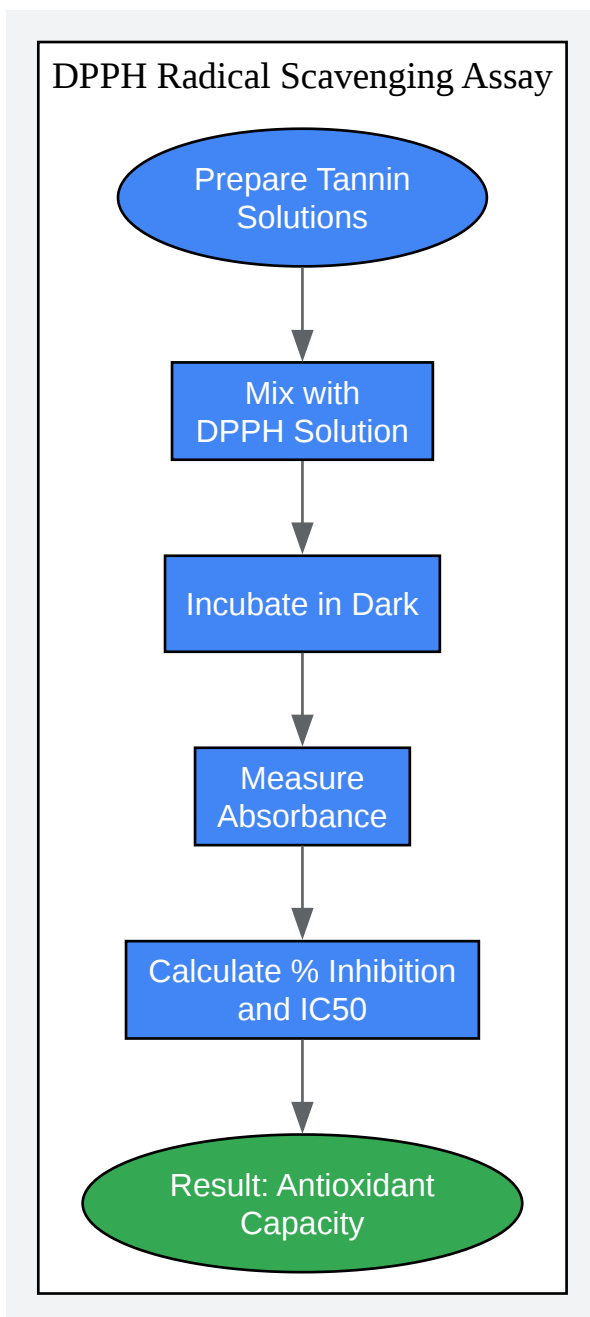 DPPH Radical Scavenging Assay
Prepare Tannin
Solutions
Mix with
DPPH Solution
Incubate in Dark
Measure
Absorbance
Calculate % Inhibition
and IC50
Result: Antioxidant
Capacity